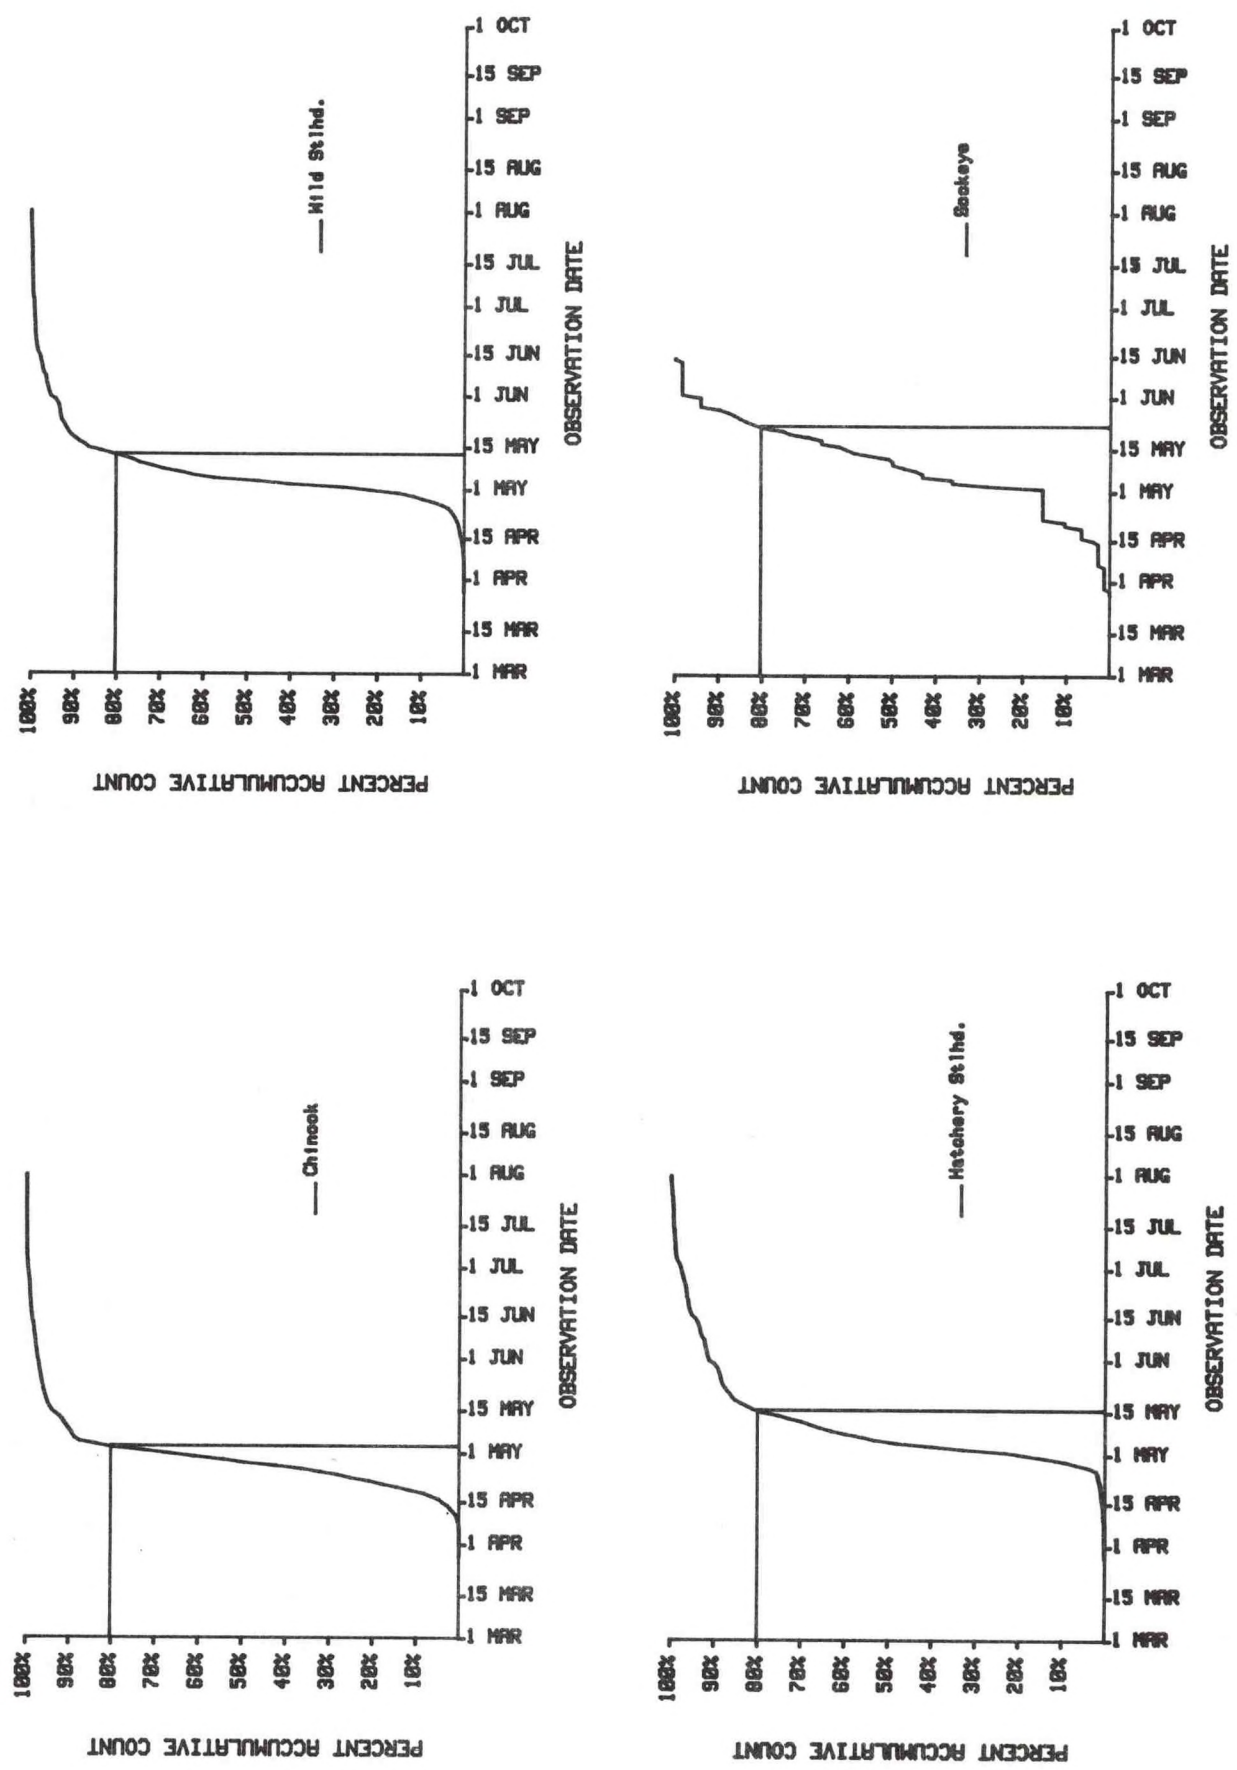 PERCENT ACCUMULATIVE COUNT
100%
90%
80%
70%
60%
50%
40%
30%
20%
10%
Chinook
1 MAR
15 MAR
1 APR
15 APR
1 MAY
15 MAY
1 JUN
15 JUN
1 JUL
15 JUL
1 AUG
15 AUG
1 SEP
15 SEP
1 OCT
OBSERVATION DATE
PERCENT ACCUMULATIVE COUNT
100%
90%
80%
70%
60%
50%
40%
30%
20%
10%
Wild Stlhd.
1 MAR
15 MAR
1 APR
15 APR
1 MAY
15 MAY
1 JUN
15 JUN
1 JUL
15 JUL
1 AUG
15 AUG
1 SEP
15 SEP
1 OCT
OBSERVATION DATE
PERCENT ACCUMULATIVE COUNT
100%
90%
80%
70%
60%
50%
40%
30%
20%
10%
Hatchery Stlhd.
1 MAR
15 MAR
1 APR
15 APR
1 MAY
15 MAY
1 JUN
15 JUN
1 JUL
15 JUL
1 AUG
15 AUG
1 SEP
15 SEP
1 OCT
OBSERVATION DATE
PERCENT ACCUMULATIVE COUNT
100%
90%
80%
70%
60%
50%
40%
30%
20%
10%
Sockeye
1 MAR
15 MAR
1 APR
15 APR
1 MAY
15 MAY
1 JUN
15 JUN
1 JUL
15 JUL
1 AUG
15 AUG
1 SEP
15 SEP
1 OCT
OBSERVATION DATE